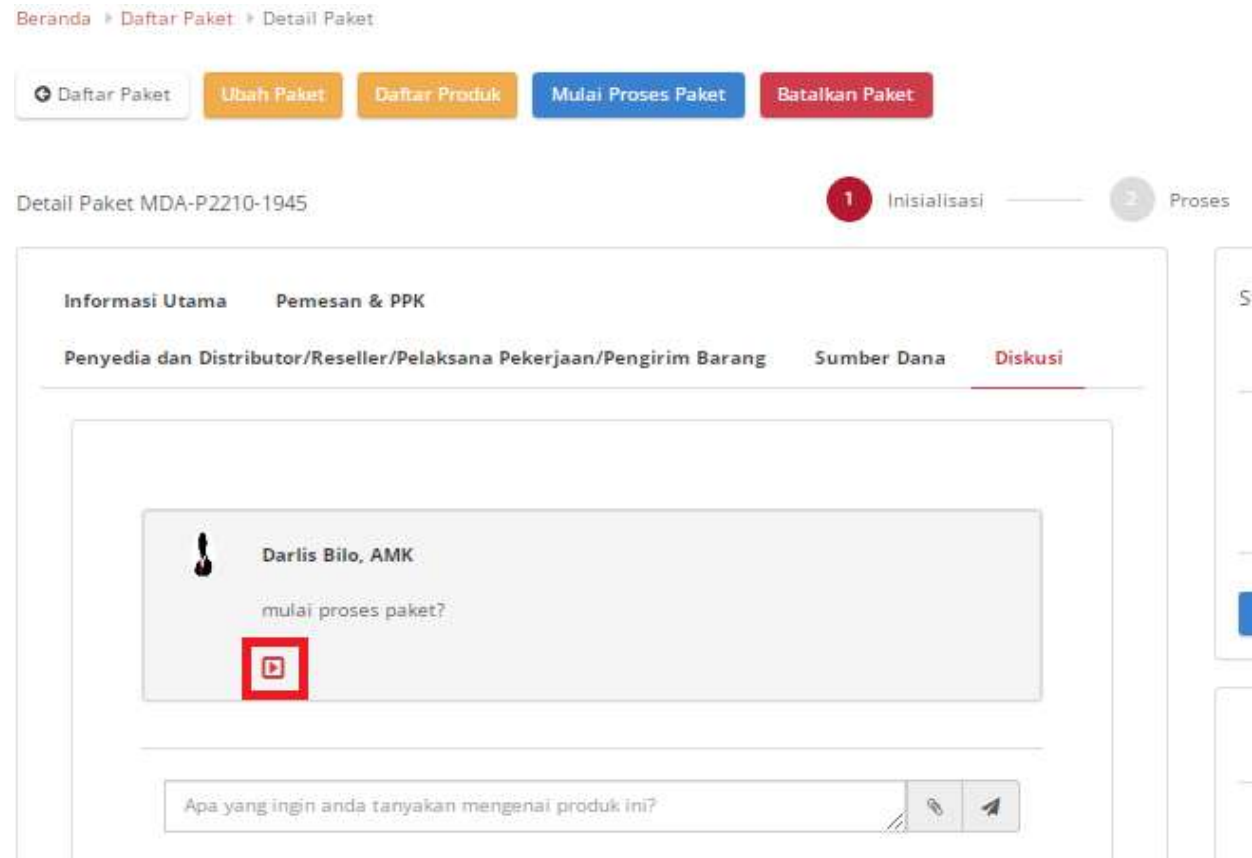 Beranda Daftar Paket Detail Paket
Daftar Paket Ubah Paket Daftar Produk Mulai Proses Paket Batalkan Paket
Detail Paket MDA-P2210-1945 1 Inisialisasi 2 Proses
Informasi Utama Pemesan & PPK
Penyedia dan Distributor/Reseller/Pelaksana Pekerjaan/Pengirim Barang Sumber Dana Diskusi
Darlis Bilo, AMK
mulai proses paket?
Apa yang ingin anda tanyakan mengenai produk ini?